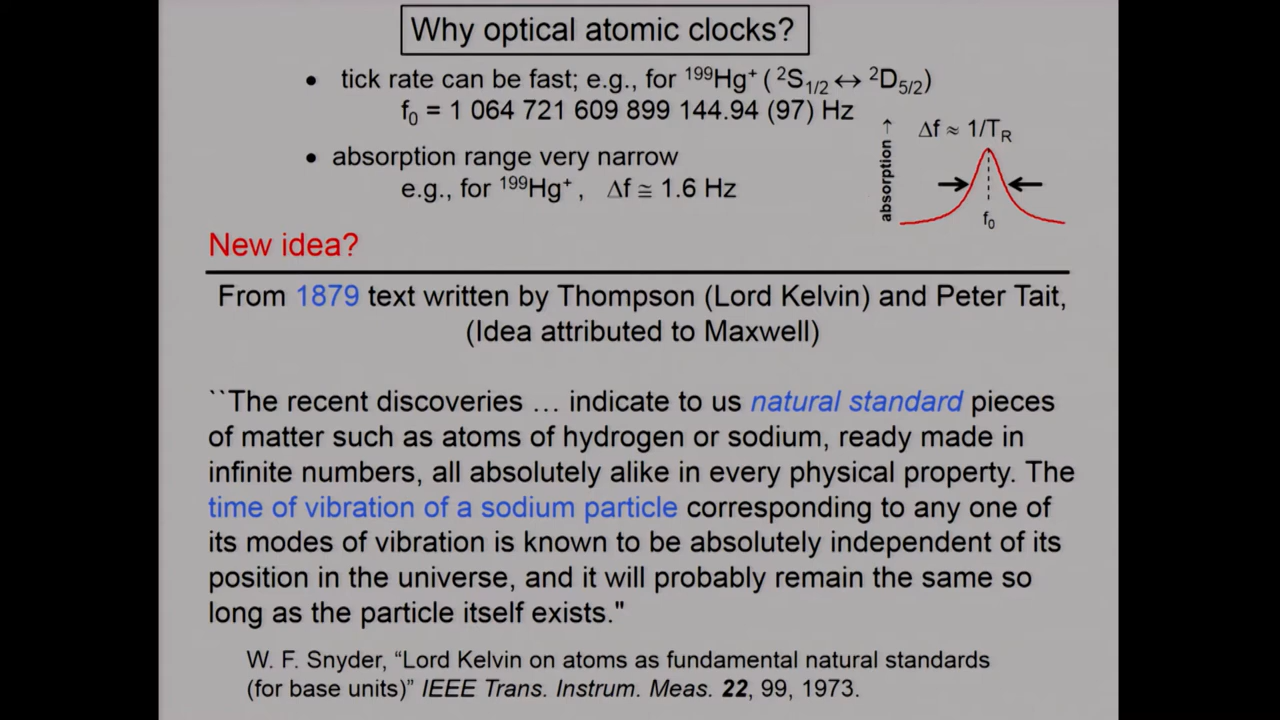 Why optical atomic clocks?
• tick rate can be fast; e.g., for ¹⁹⁹Hg⁺ ( ²S₁/₂ ↔ ²D₅/₂)
f₀ = 1 064 721 609 899 144.94 (97) Hz
• absorption range very narrow
e.g., for ¹⁹⁹Hg⁺ , Δf ≅ 1.6 Hz
absorption →
Δf ≈ 1/T_R
f₀
New idea?
From 1879 text written by Thompson (Lord Kelvin) and Peter Tait,
(Idea attributed to Maxwell)
``The recent discoveries … indicate to us natural standard pieces
of matter such as atoms of hydrogen or sodium, ready made in
infinite numbers, all absolutely alike in every physical property. The
time of vibration of a sodium particle corresponding to any one of
its modes of vibration is known to be absolutely independent of its
position in the universe, and it will probably remain the same so
long as the particle itself exists."
W. F. Snyder, “Lord Kelvin on atoms as fundamental natural standards
(for base units)” IEEE Trans. Instrum. Meas. 22, 99, 1973.